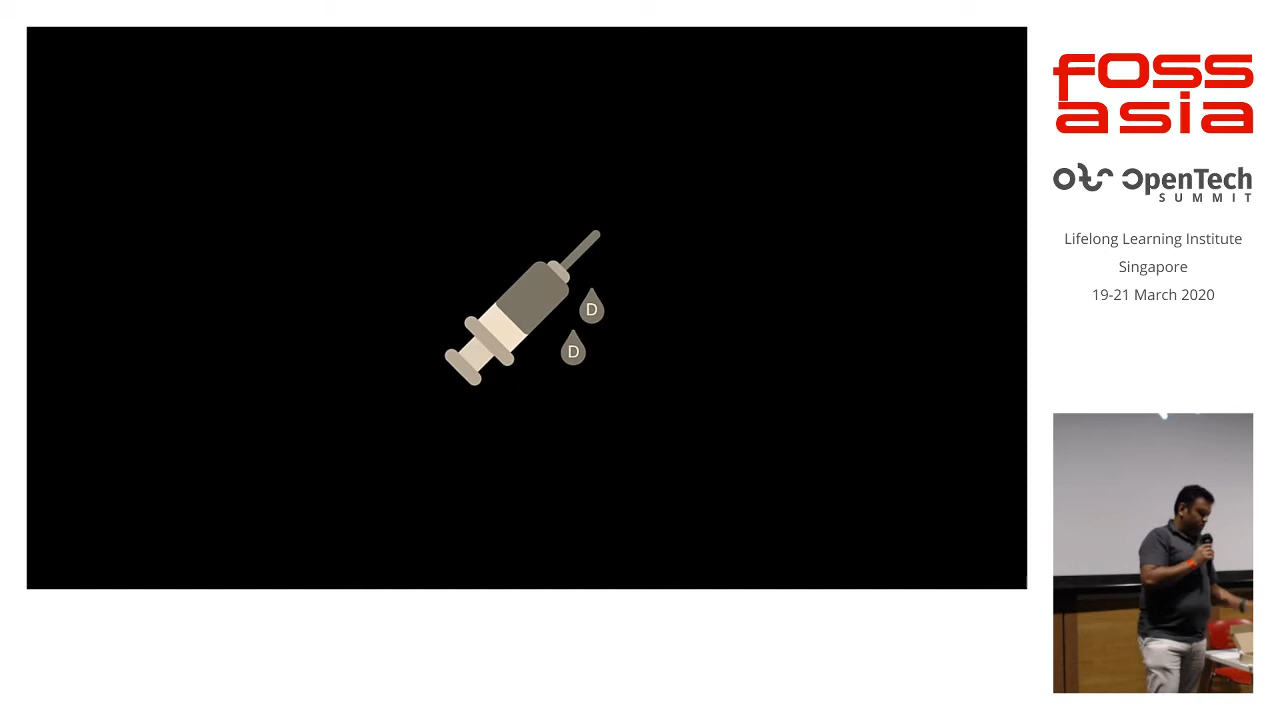 D
D
foss
asia
OpenTech
SUMMIT
Lifelong Learning Institute
Singapore
19-21 March 2020